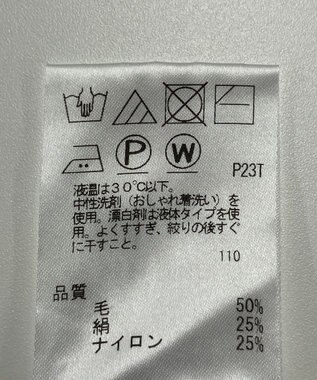 P W P23T
液温は30℃以下。
中性洗剤(おしゃれ着洗い)を
使用。漂白剤は液体タイプを使
用。よくすすぎ、絞りの後すぐ
に干すこと。
110
品質
毛 50%
絹 25%
ナイロン 25%